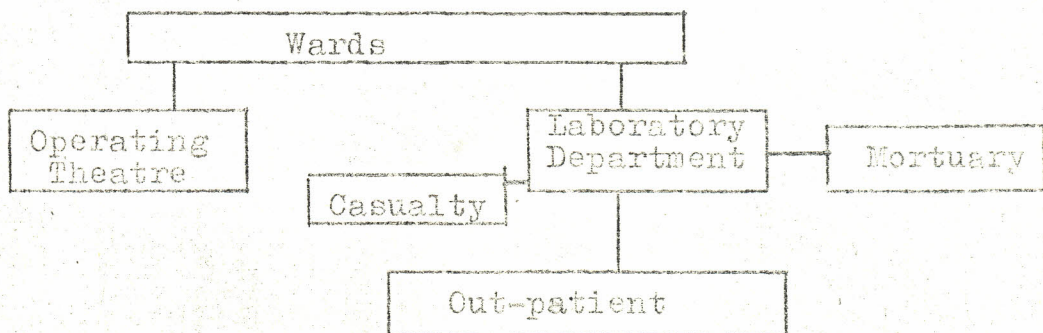 Wards
Operating
Theatre
Laboratory
Department
Mortuary
Casualty
Out-patient